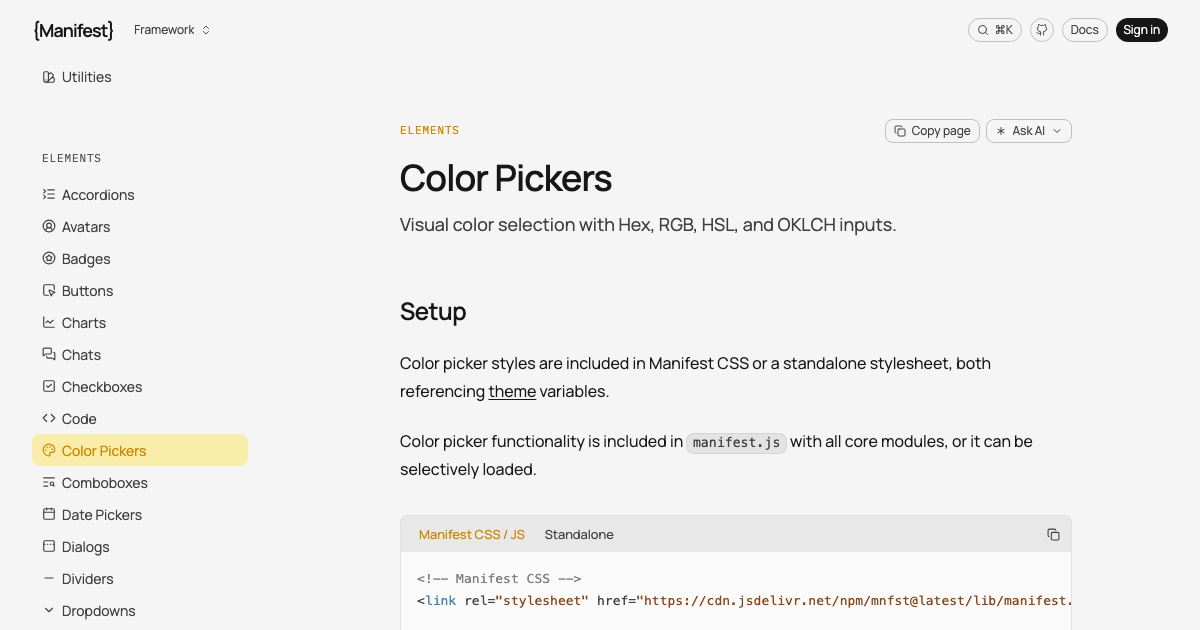 {Manifest}
Framework
⌘K
Docs
Sign in
Utilities
ELEMENTS
Accordions
Avatars
Badges
Buttons
Charts
Chats
Checkboxes
Code
Color Pickers
Comboboxes
Date Pickers
Dialogs
Dividers
Dropdowns
ELEMENTS
Copy page
Ask AI
Color Pickers
Visual color selection with Hex, RGB, HSL, and OKLCH inputs.
Setup
Color picker styles are included in Manifest CSS or a standalone stylesheet, both
referencing theme variables.
Color picker functionality is included in manifest.js with all core modules, or it can be
selectively loaded.
Manifest CSS / JS
Standalone
<!-- Manifest CSS -->
<link rel="stylesheet" href="https://cdn.jsdelivr.net/npm/mnfst@latest/lib/manifest.